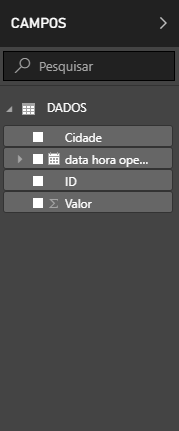 CAMPOS
Pesquisar
DADOS
Cidade
data hora ope...
ID
Σ Valor